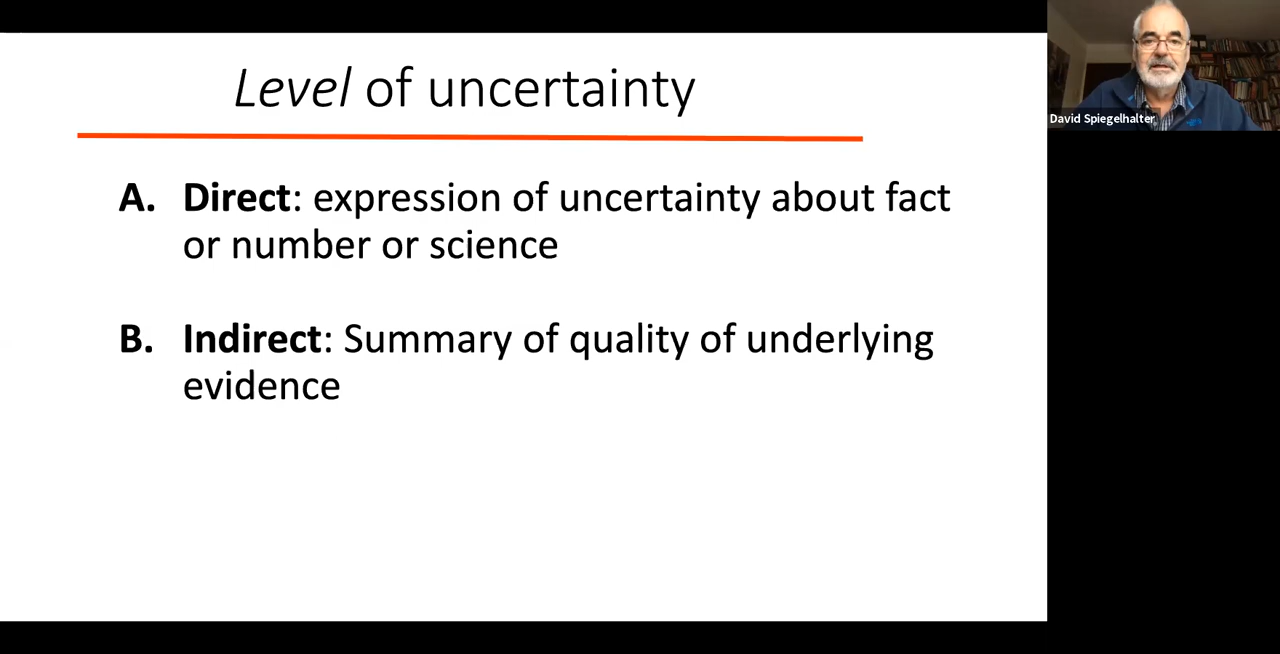 Level of uncertainty
A. Direct: expression of uncertainty about fact
or number or science
B. Indirect: Summary of quality of underlying
evidence
David Spiegelhalter